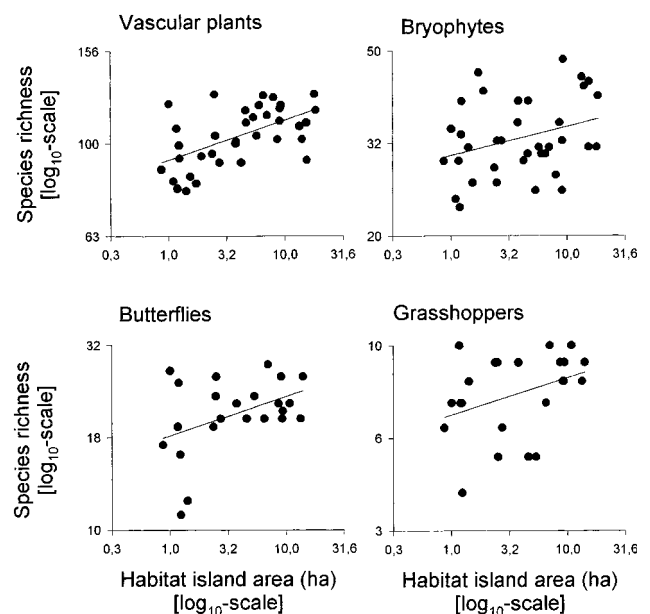 Vascular plants
Species richness
[log10-scale]
156
100
63
0,3 1,0 3,2 10,0 31,6
Bryophytes
50
32
20
0,3 1,0 3,2 10,0 31,6
Butterflies
Species richness
[log10-scale]
32
18
10
0,3 1,0 3,2 10,0 31,6
Habitat island area (ha)
[log10-scale]
Grasshoppers
10
6
3
0,3 1,0 3,2 10,0 31,6
Habitat island area (ha)
[log10-scale]